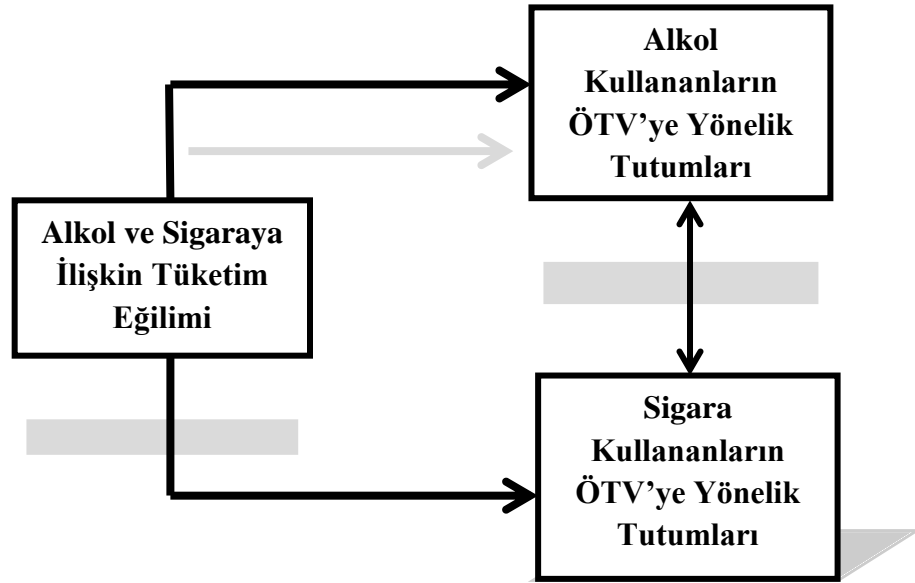 Alkol
Kullananların
ÖTV’ye Yönelik
Tutumları
Alkol ve Sigaraya
İlişkin Tüketim
Eğilimi
Sigara
Kullananların
ÖTV’ye Yönelik
Tutumları